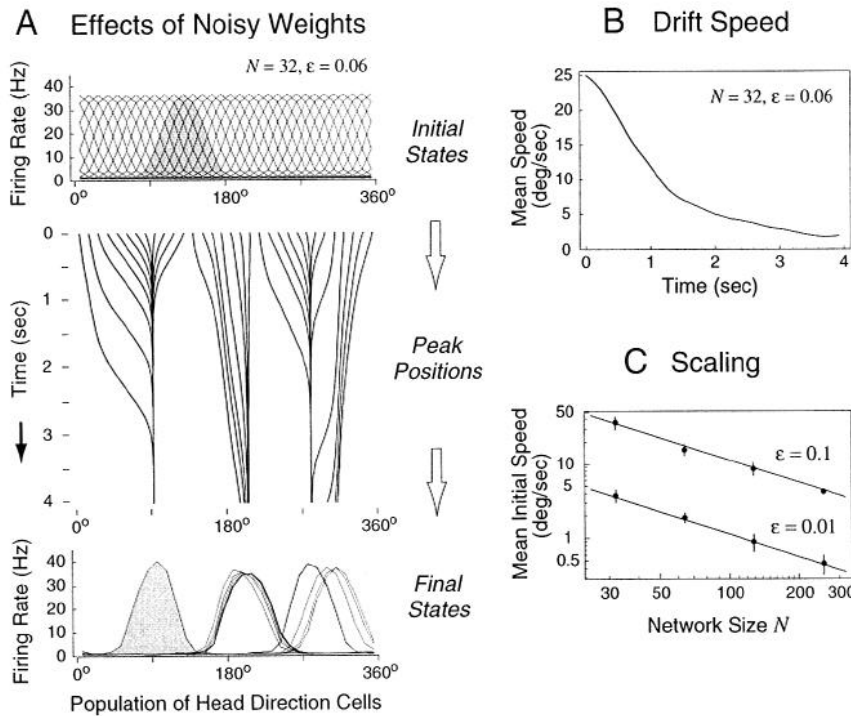 A Effects of Noisy Weights
N = 32, ε = 0.06
Firing Rate (Hz)
40
30
20
10
0
0° 180° 360°
Initial
States
Time (sec)
0
1
2
3
4
0° 180° 360°
Peak
Positions
Firing Rate (Hz)
40
30
20
10
0
0° 180° 360°
Final
States
Population of Head Direction Cells
B Drift Speed
N = 32, ε = 0.06
Mean Speed
(deg/sec)
25
20
15
10
5
0
0 1 2 3 4
Time (sec)
C Scaling
Mean Initial Speed
(deg/sec)
50
10
5
1
0.5
ε = 0.1
ε = 0.01
30 50 100 200 300
Network Size N